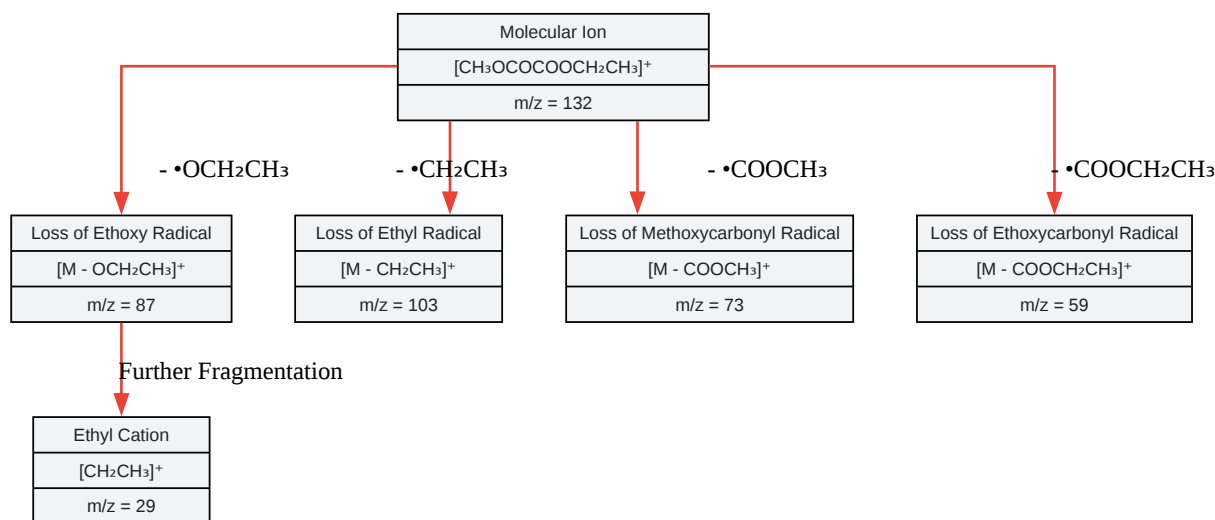 Molecular Ion
[CH₃OCOCOOCH₂CH₃]⁺
m/z = 132
- •OCH₂CH₃
- •CH₂CH₃
- •COOCH₃
- •COOCH₂CH₃
Loss of Ethoxy Radical
[M - OCH₂CH₃]⁺
m/z = 87
Loss of Ethyl Radical
[M - CH₂CH₃]⁺
m/z = 103
Loss of Methoxycarbonyl Radical
[M - COOCH₃]⁺
m/z = 73
Loss of Ethoxycarbonyl Radical
[M - COOCH₂CH₃]⁺
m/z = 59
Further Fragmentation
Ethyl Cation
[CH₂CH₃]⁺
m/z = 29